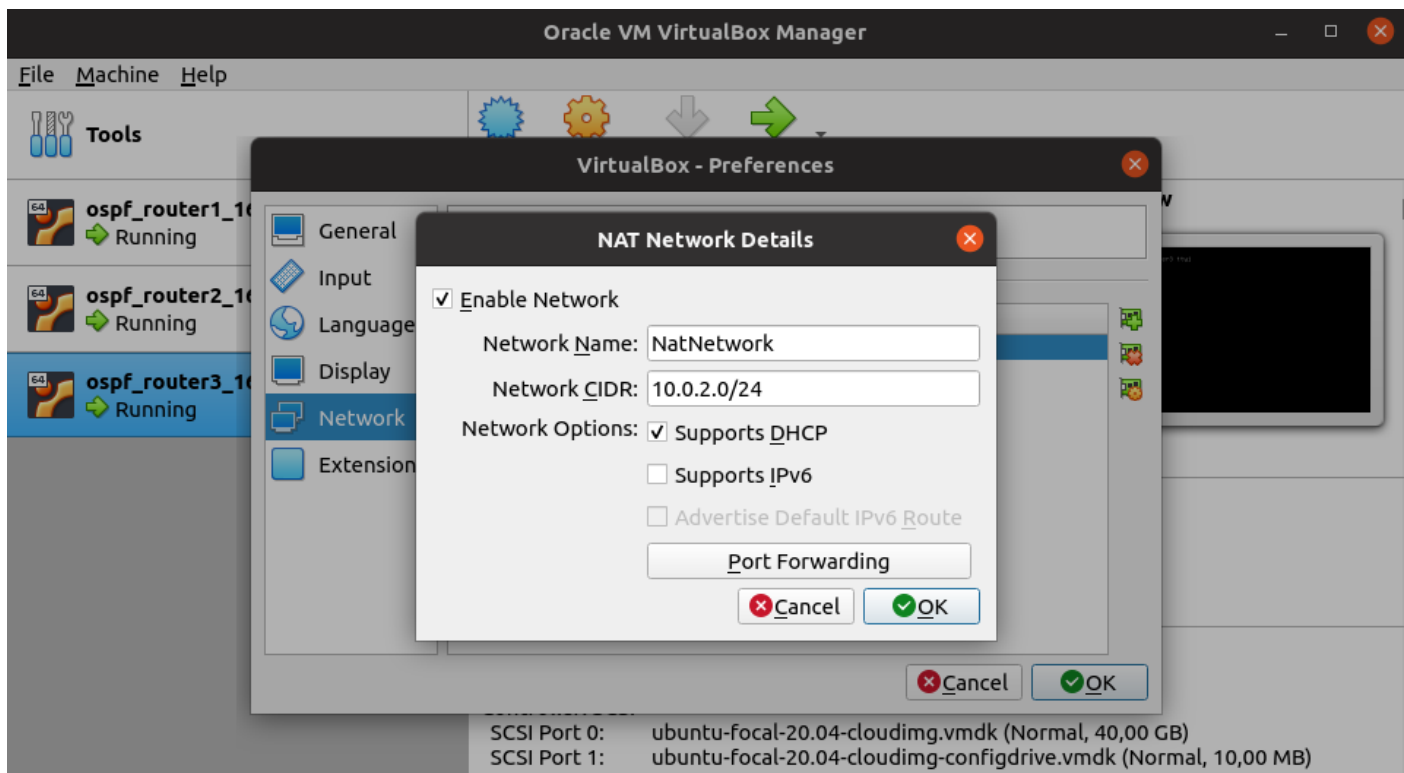 Oracle VM VirtualBox Manager
File Machine Help
Tools
ospf_router1_16
Running
ospf_router2_16
Running
ospf_router3_16
Running
VirtualBox - Preferences
General
Input
Language
Display
Network
Extension
NAT Network Details
Enable Network
Network Name: NatNetwork
Network CIDR: 10.0.2.0/24
Network Options: Supports DHCP
Supports IPv6
Advertise Default IPv6 Route
Port Forwarding
Cancel OK
Cancel OK
SCSI Port 0: ubuntu-focal-20.04-cloudimg.vmdk (Normal, 40,00 GB)
SCSI Port 1: ubuntu-focal-20.04-cloudimg-configdrive.vmdk (Normal, 10,00 MB)